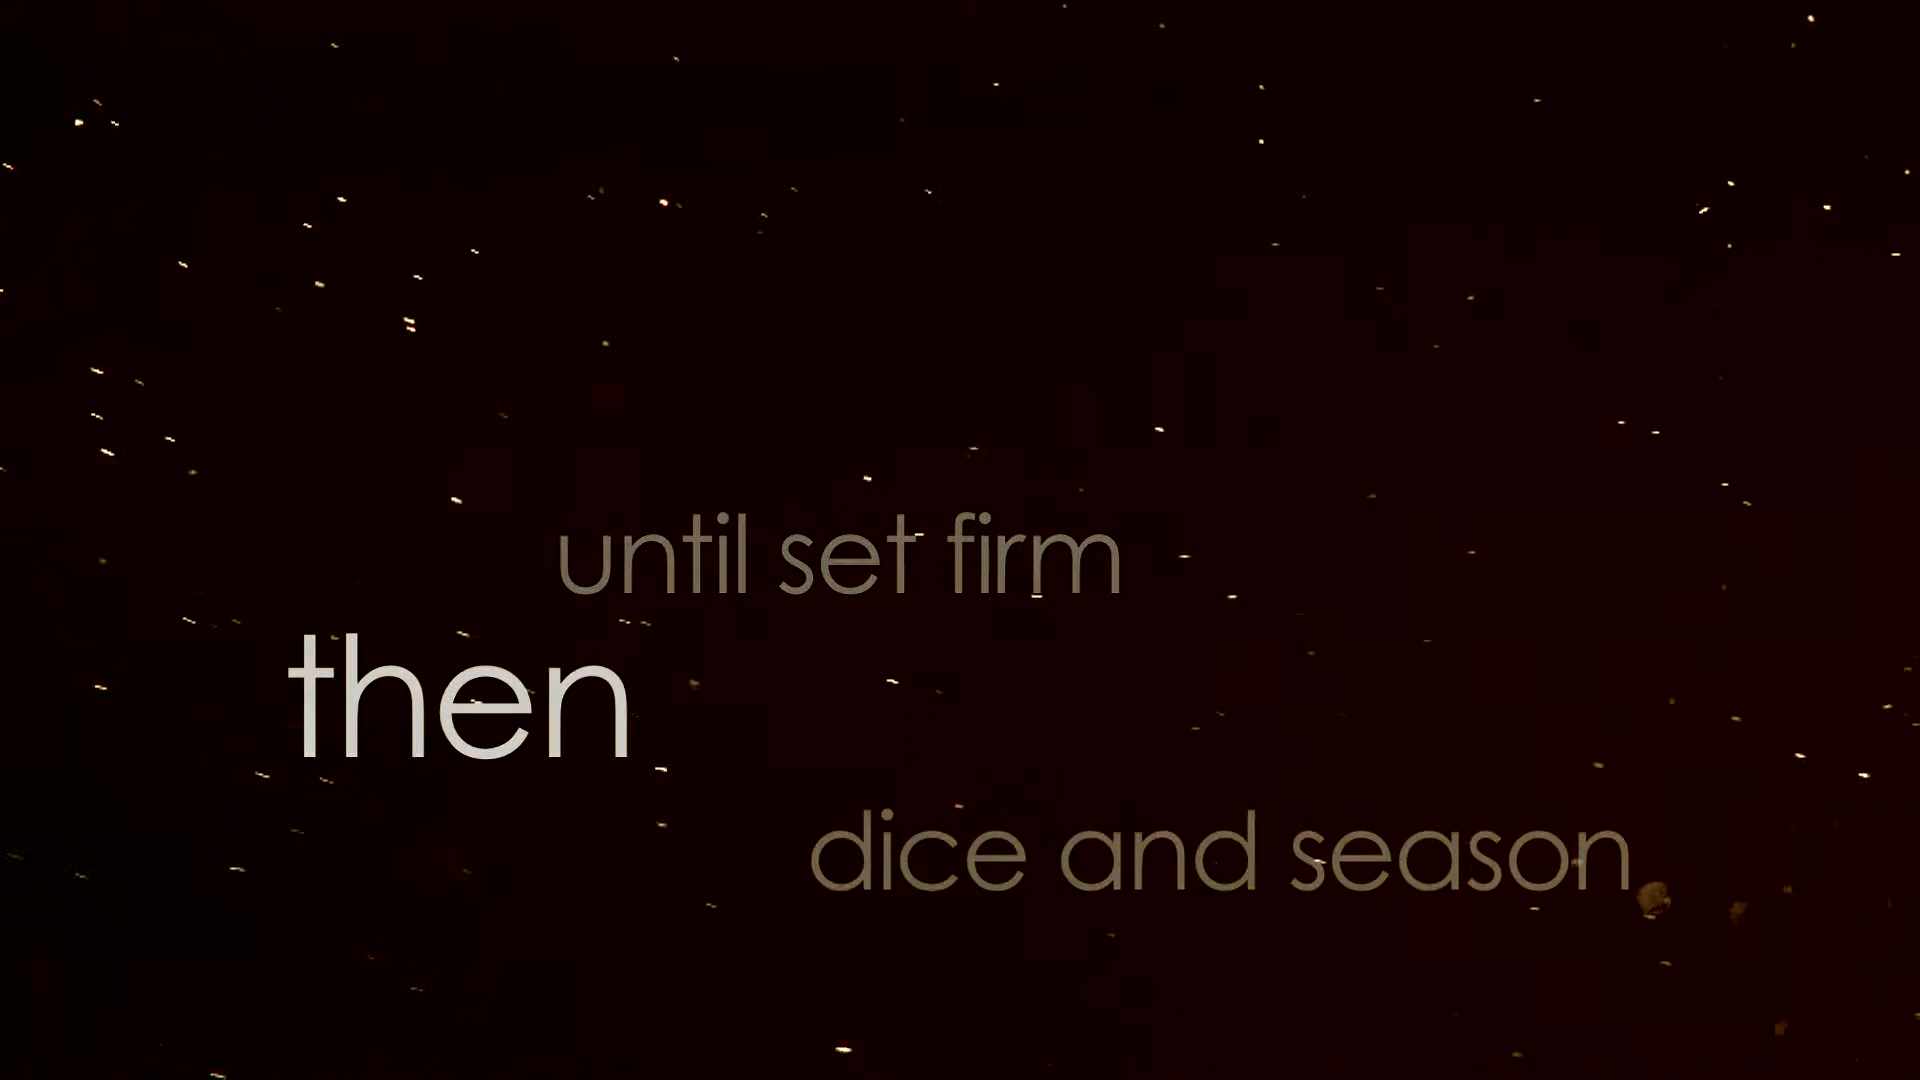 until set firm
then
dice and season